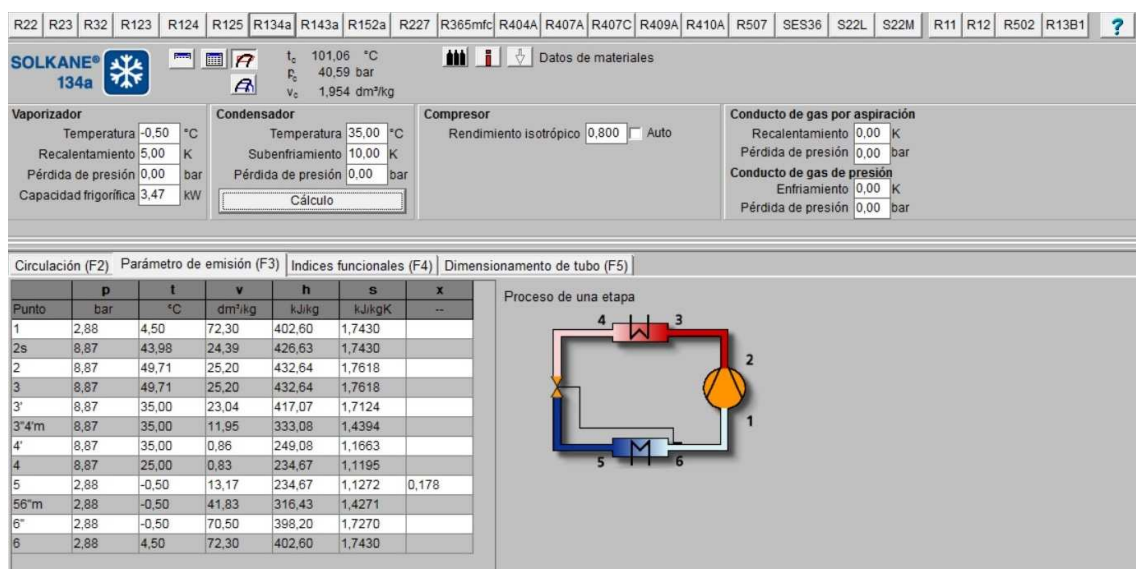 R22 R23 R32 R123 R124 R125 R134a R143a R152a R227 R365mfc R404A R407A R407C R409A R410A R507 SES36 S22L S22M R11 R12 R502 R13B1 ?
SOLKANE®
134a
tc 101,06 °C
pc 40,59 bar
vc 1,954 dm³/kg
i Datos de materiales
Vaporizador
Temperatura -0,50 °C
Recalentamiento 5,00 K
Pérdida de presión 0,00 bar
Capacidad frigorífica 3,47 kW
Condensador
Temperatura 35,00 °C
Subenfriamiento 10,00 K
Pérdida de presión 0,00 bar
Cálculo
Compresor
Rendimiento isotrópico 0,800 Auto
Conducto de gas por aspiración
Recalentamiento 0,00 K
Pérdida de presión 0,00 bar
Conducto de gas de presión
Enfriamiento 0,00 K
Pérdida de presión 0,00 bar
Circulación (F2) Parámetro de emisión (F3) Indices funcionales (F4) Dimensionamento de tubo (F5)
p t v h s x
Punto bar °C dm³/kg kJ/kg kJ/kgK --
1 2,88 4,50 72,30 402,60 1,7430
2s 8,87 43,98 24,39 426,63 1,7430
2 8,87 49,71 25,20 432,64 1,7618
3 8,87 49,71 25,20 432,64 1,7618
3' 8,87 35,00 23,04 417,07 1,7124
3"4'm 8,87 35,00 11,95 333,08 1,4394
4' 8,87 35,00 0,86 249,08 1,1663
4 8,87 25,00 0,83 234,67 1,1195
5 2,88 -0,50 13,17 234,67 1,1272 0,178
56"m 2,88 -0,50 41,83 316,43 1,4271
6" 2,88 -0,50 70,50 398,20 1,7270
6 2,88 4,50 72,30 402,60 1,7430
Proceso de una etapa
4 3
2
1
5 6